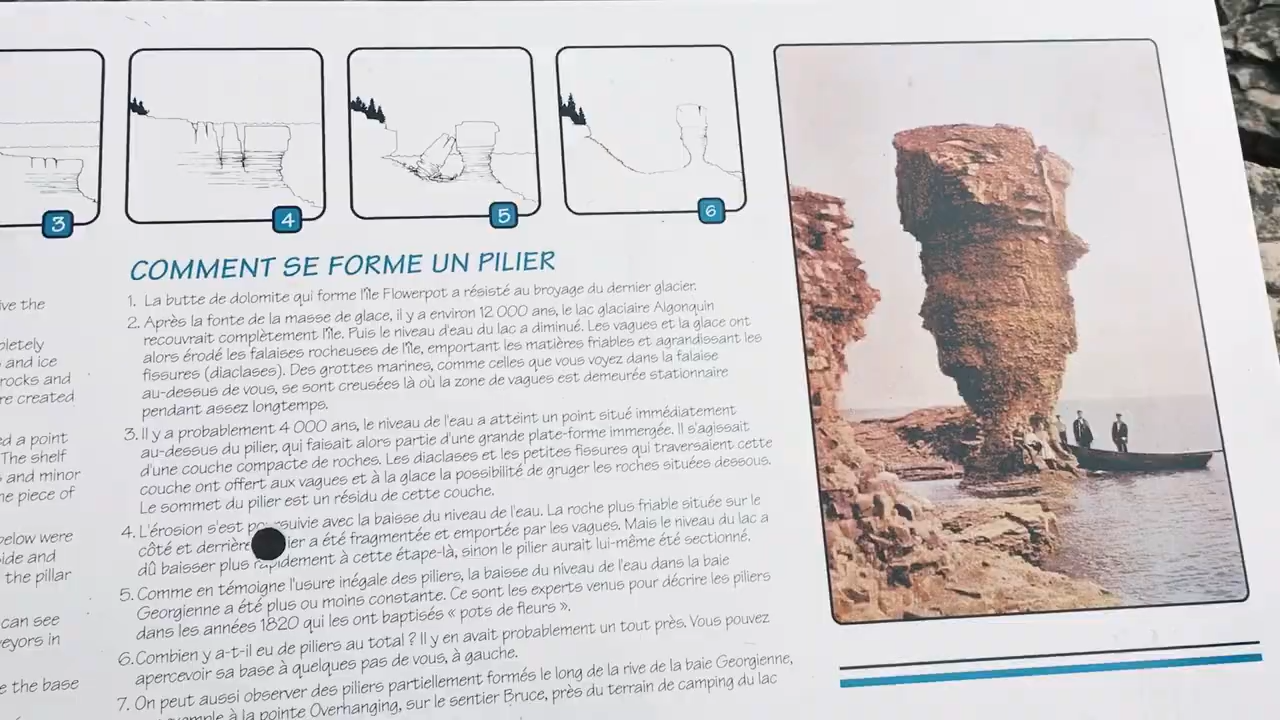 3
4
5
6
COMMENT SE FORME UN PILIER
1. La butte de dolomite qui forme l'île Flowerpot a résisté au broyage du dernier glacier.
2. Après la fonte de la masse de glace, il y a environ 12 000 ans, le lac glaciaire Algonquin
recouvrait complètement l'île. Puis le niveau d'eau du lac a diminué. Les vagues et la glace ont
alors érodé les falaises rocheuses de l'île, emportant les matières friables et agrandissant les
fissures (diaclases). Des grottes marines, comme celles que vous voyez dans la falaise
au-dessus de vous, se sont creusées là où la zone de vagues est demeurée stationnaire
pendant assez longtemps.
3. Il y a probablement 4 000 ans, le niveau de l'eau a atteint un point situé immédiatement
au-dessus du pilier, qui faisait alors partie d'une grande plate-forme immergée. Il s'agissait
d'une couche compacte de roches. Les diaclases et les petites fissures qui traversaient cette
couche ont offert aux vagues et à la glace la possibilité de gruger les roches situées dessous.
Le sommet du pilier est un résidu de cette couche.
4. L'érosion s'est poursuivie avec la baisse du niveau de l'eau. La roche plus friable située sur le
côté et derrière ier a été fragmentée et emportée par les vagues. Mais le niveau du lac a
dû baisser plus rapidement à cette étape-là, sinon le pilier aurait lui-même été sectionné.
5. Comme en témoigne l'usure inégale des piliers, la baisse du niveau de l'eau dans la baie
Georgienne a été plus ou moins constante. Ce sont les experts venus pour décrire les piliers
dans les années 1820 qui les ont baptisés « pots de fleurs ».
6. Combien y a-t-il eu de piliers au total ? Il y en avait probablement un tout près. Vous pouvez
apercevoir sa base à quelques pas de vous, à gauche.
7. On peut aussi observer des piliers partiellement formés le long de la rive de la baie Georgienne,
à la pointe Overhanging, sur le sentier Bruce, près du terrain de camping du lac
ive the
pletely
and ice
rocks and
re created
ed a point
The shelf
and minor
ne piece of
below were
ide and
the pillar
can see
veyors in
e the base